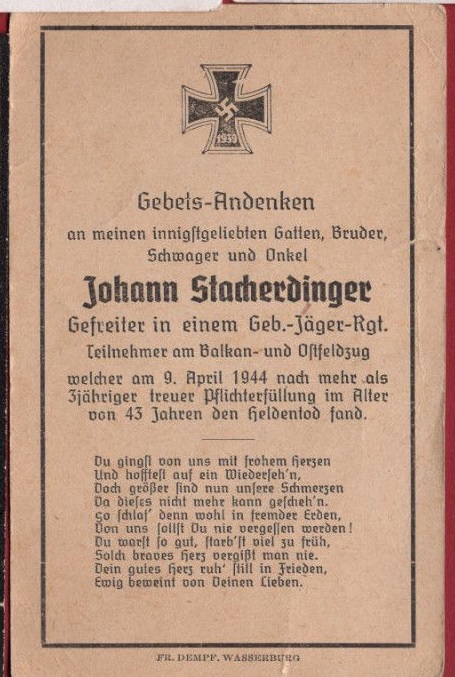 1939
Gebets-Andenken
an meinen innigstgeliebten Gatten, Bruder,
Schwager und Onkel
Johann Stacherdinger
Gefreiter in einem Geb.-Jäger-Rgt.
Teilnehmer am Balkan- und Ostfeldzug
welcher am 9. April 1944 nach mehr als
3jähriger treuer Pflichterfüllung im Alter
von 43 Jahren den Heldentod fand.
Du gingst von uns mit frohem Herzen
Und hofftest auf ein Wiederseh'n,
Doch größer sind nun unsere Schmerzen
Da dieses nicht mehr kann gescheh'n.
So schlaf' denn wohl in fremder Erden,
Von uns sollst Du nie vergessen werden!
Du warst so gut, starb'st viel zu früh,
Solch braves Herz vergißt man nie.
Dein gutes Herz ruh' still in Frieden,
Ewig beweint von Deinen Lieben.
FR. DEMPF, WASSERBURG